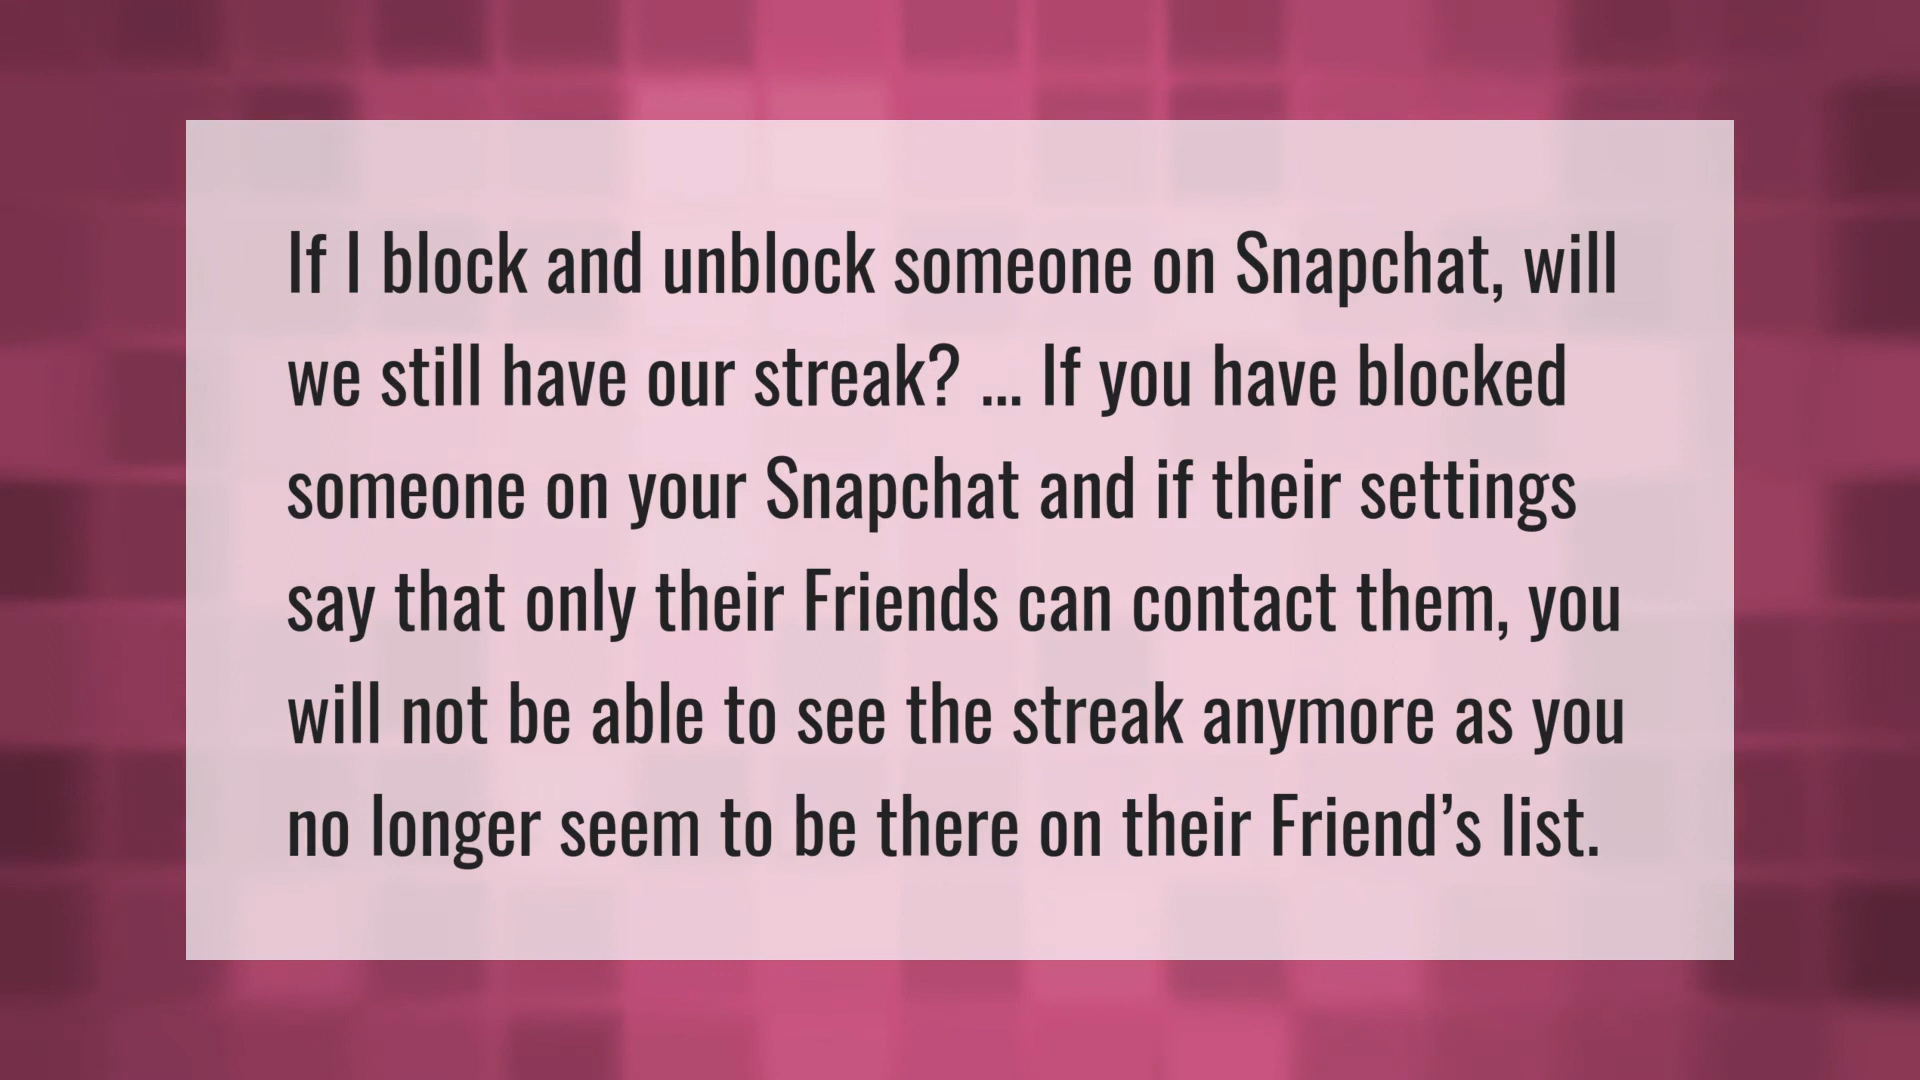 If I block and unblock someone on Snapchat, will
we still have our streak? ... If you have blocked
someone on your Snapchat and if their settings
say that only their Friends can contact them, you
will not be able to see the streak anymore as you
no longer seem to be there on their Friend’s list.